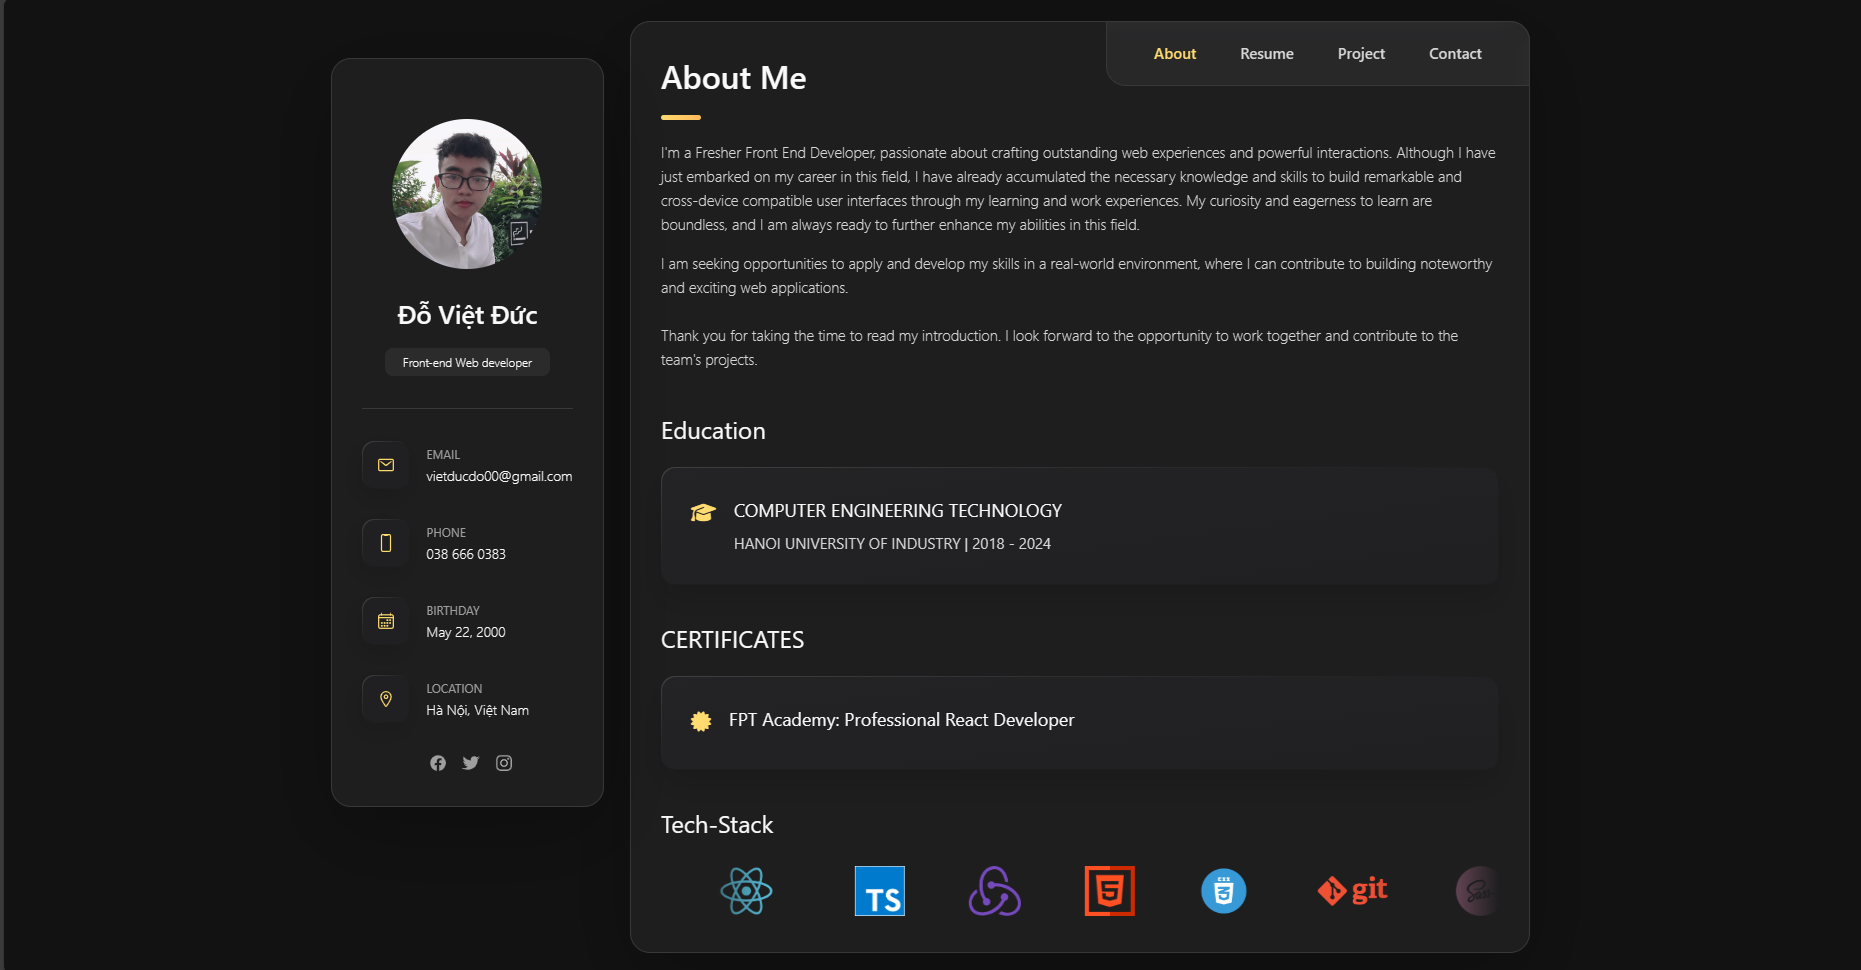 Đỗ Việt Đức
Front-end Web developer
EMAIL
vietducdo00@gmail.com
PHONE
038 666 0383
BIRTHDAY
May 22, 2000
LOCATION
Hà Nội, Việt Nam
About
Resume
Project
Contact
About Me
I'm a Fresher Front End Developer, passionate about crafting outstanding web experiences and powerful interactions. Although I have
just embarked on my career in this field, I have already accumulated the necessary knowledge and skills to build remarkable and
cross-device compatible user interfaces through my learning and work experiences. My curiosity and eagerness to learn are
boundless, and I am always ready to further enhance my abilities in this field.
I am seeking opportunities to apply and develop my skills in a real-world environment, where I can contribute to building noteworthy
and exciting web applications.
Thank you for taking the time to read my introduction. I look forward to the opportunity to work together and contribute to the
team's projects.
Education
COMPUTER ENGINEERING TECHNOLOGY
HANOI UNIVERSITY OF INDUSTRY | 2018 - 2024
CERTIFICATES
FPT Academy: Professional React Developer
Tech-Stack
TS
5
CSS
3
git
Sass